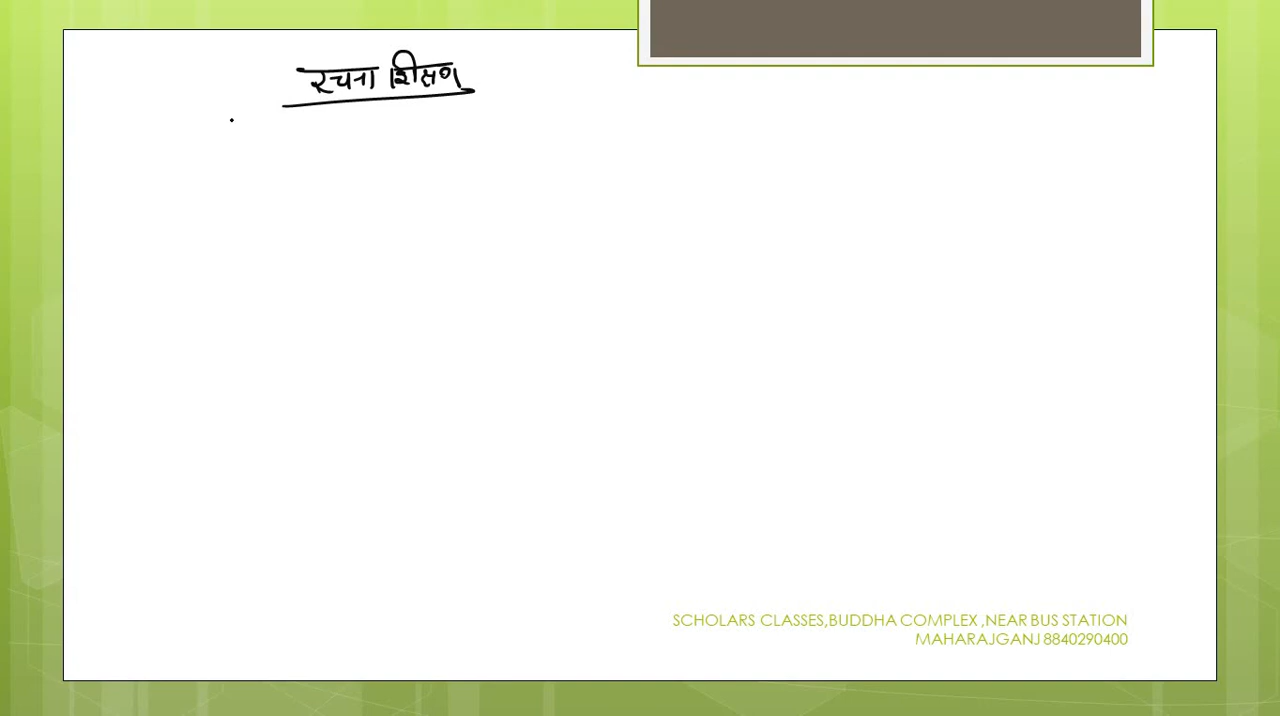 रचना शिक्षण
SCHOLARS CLASSES,BUDDHA COMPLEX ,NEAR BUS STATION
MAHARAJGANJ 8840290400